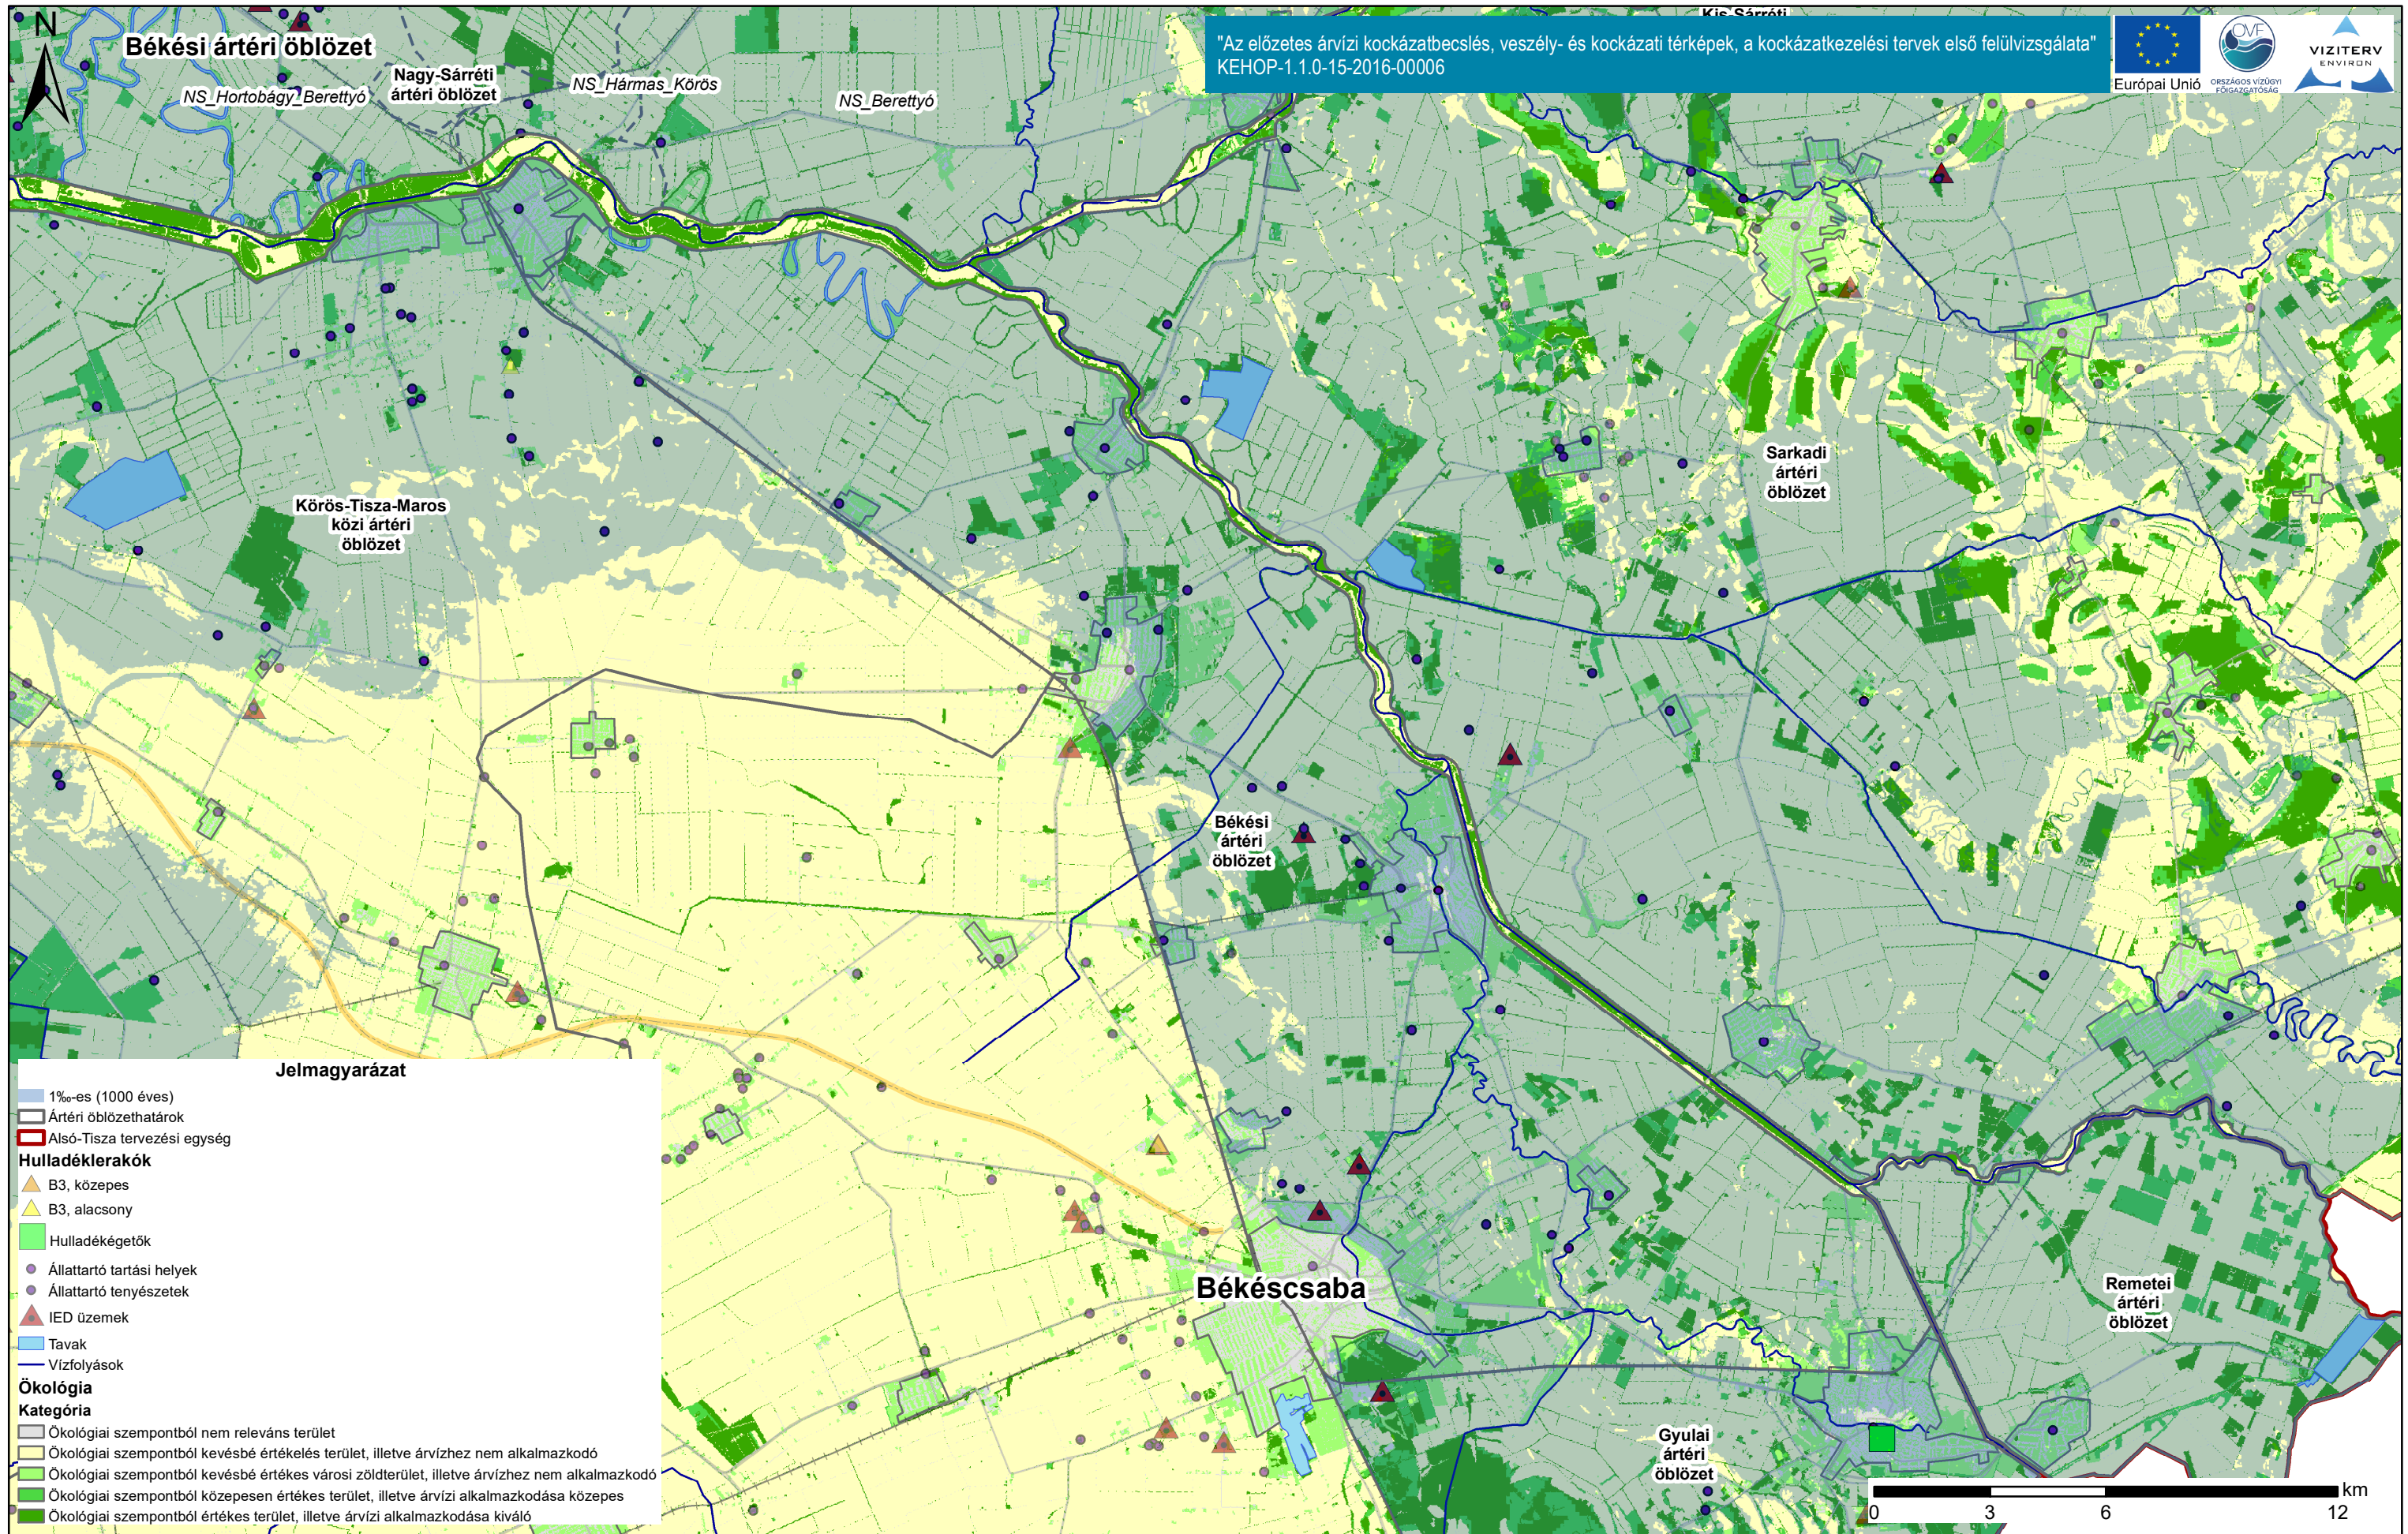 N
Békési ártéri öblözet
Nagy-Sárréti
ártéri öblözet
NS_Hortobágy_Berettyó
NS_Hármas_Körös
NS_Berettyó
Kis-Sárréti
"Az előzetes árvízi kockázatbecslés, veszély- és kockázati térképek, a kockázatkezelési tervek első felülvizsgálata"
KEHOP-1.1.0-15-2016-00006
Európai Unió
OVF
ORSZÁGOS VÍZÜGYI
FŐIGAZGATÓSÁG
VIZITERV
ENVIRON
Sarkadi
ártéri
öblözet
Körös-Tisza-Maros
közi ártéri
öblözet
Békési
ártéri
öblözet
Békéscsaba
Remetei
ártéri
öblözet
Gyulai
ártéri
öblözet
Jelmagyarázat
1‰-es (1000 éves)
Ártéri öblözethatárok
Alsó-Tisza tervezési egység
Hulladéklerakók
B3, közepes
B3, alacsony
Hulladékégetők
Állattartó tartási helyek
Állattartó tenyészetek
IED üzemek
Tavak
Vízfolyások
Ökológia
Kategória
Ökológiai szempontból nem releváns terület
Ökológiai szempontból kevésbé értékelés terület, illetve árvízhez nem alkalmazkodó
Ökológiai szempontból kevésbé értékes városi zöldterület, illetve árvízhez nem alkalmazkodó
Ökológiai szempontból közepesen értékes terület, illetve árvízi alkalmazkodása közepes
Ökológiai szempontból értékes terület, illetve árvízi alkalmazkodása kiváló
km
0 3 6 12